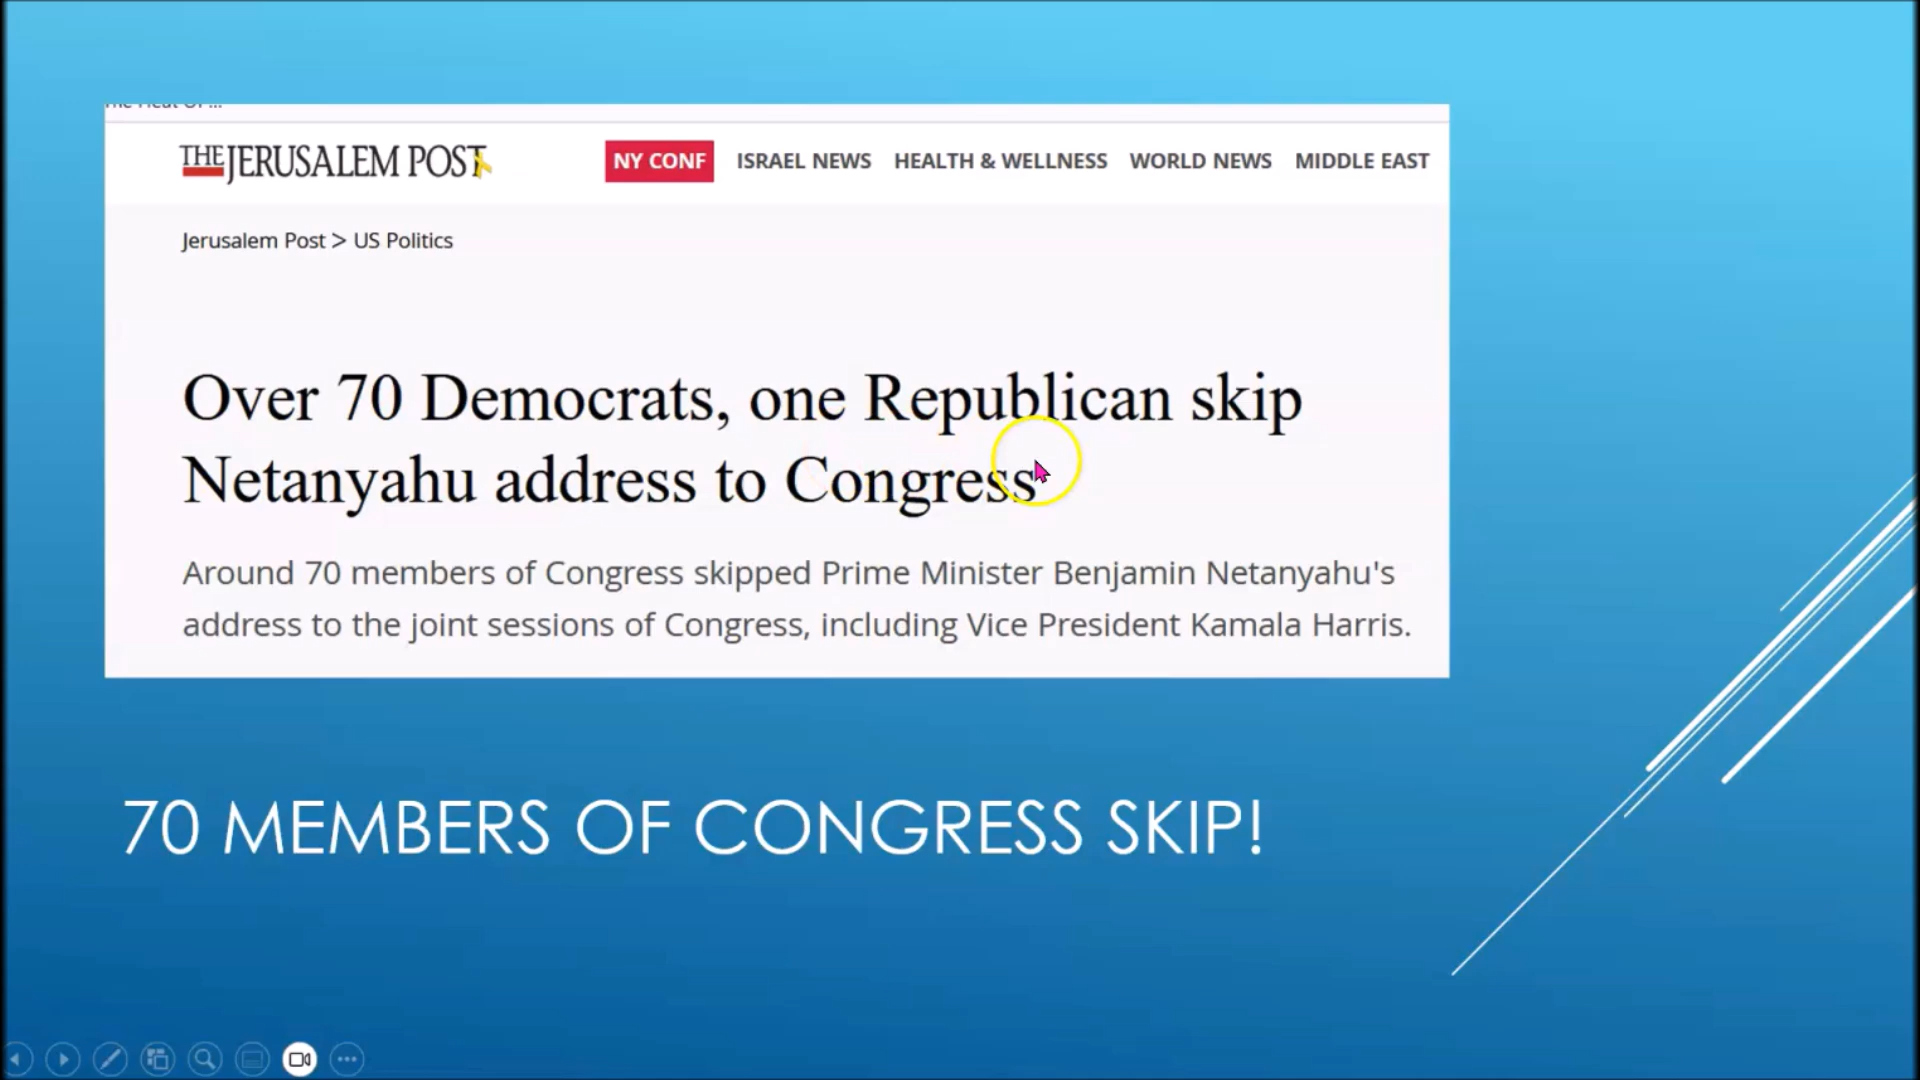 THE JERUSALEM POST
NY CONF ISRAEL NEWS HEALTH & WELLNESS WORLD NEWS MIDDLE EAST
Jerusalem Post > US Politics
Over 70 Democrats, one Republican skip
Netanyahu address to Congress
Around 70 members of Congress skipped Prime Minister Benjamin Netanyahu's
address to the joint sessions of Congress, including Vice President Kamala Harris.
70 MEMBERS OF CONGRESS SKIP!